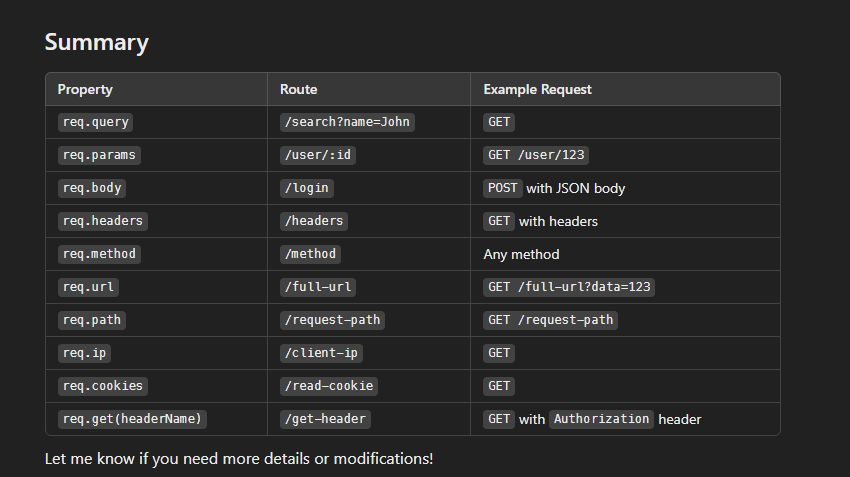 Summary
Property Route Example Request
req.query /search?name=John GET
req.params /user/:id GET /user/123
req.body /login POST with JSON body
req.headers /headers GET with headers
req.method /method Any method
req.url /full-url GET /full-url?data=123
req.path /request-path GET /request-path
req.ip /client-ip GET
req.cookies /read-cookie GET
req.get(headerName) /get-header GET with Authorization header
Let me know if you need more details or modifications!